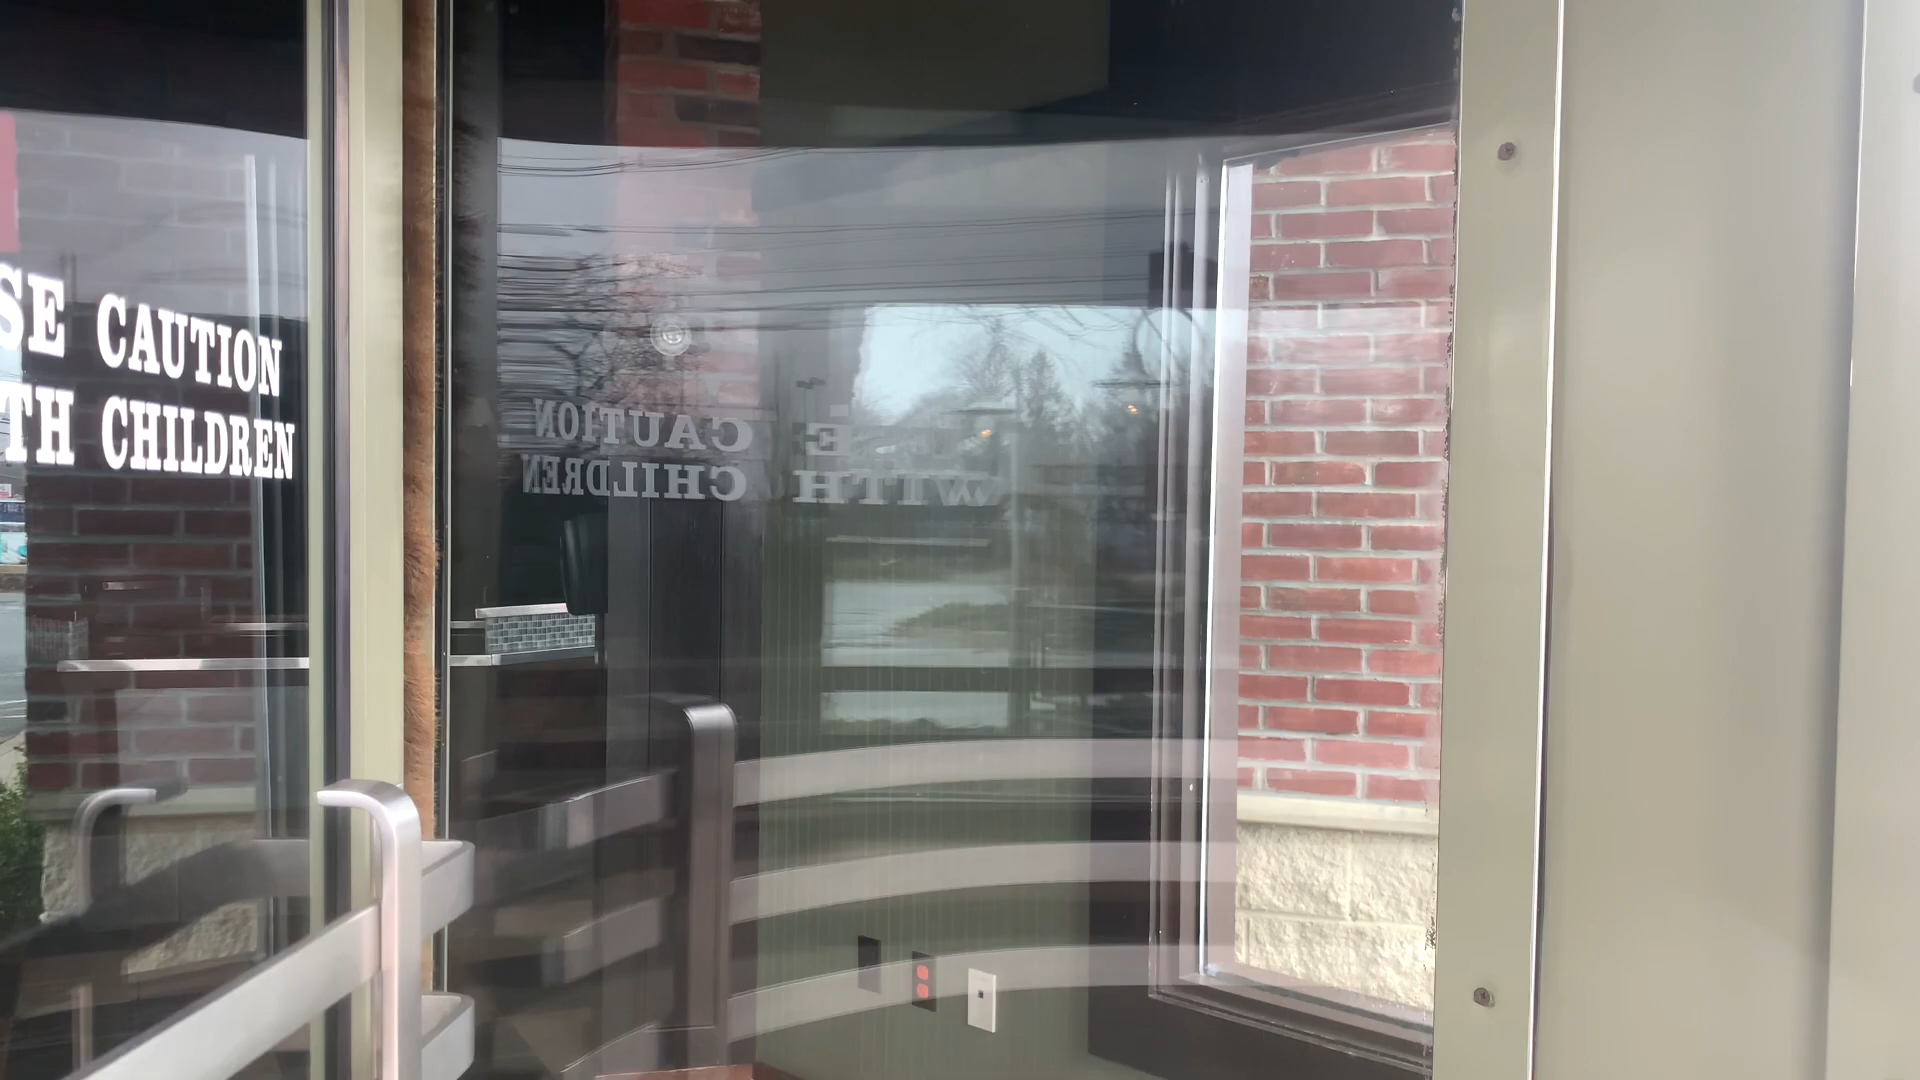 SE CAUTION
TH CHILDREN
E CAUTION
WITH CHILDREN